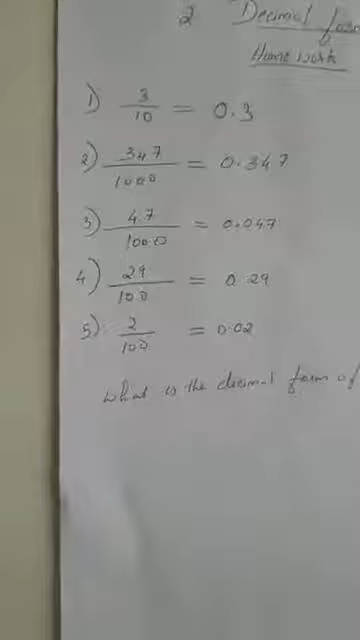 2 Decimal form
Home work
1) 3/10 = 0.3
2) 347/1000 = 0.347
3) 47/1000 = 0.047
4) 29/100 = 0.29
5) 2/100 = 0.02
what is the decimal form of